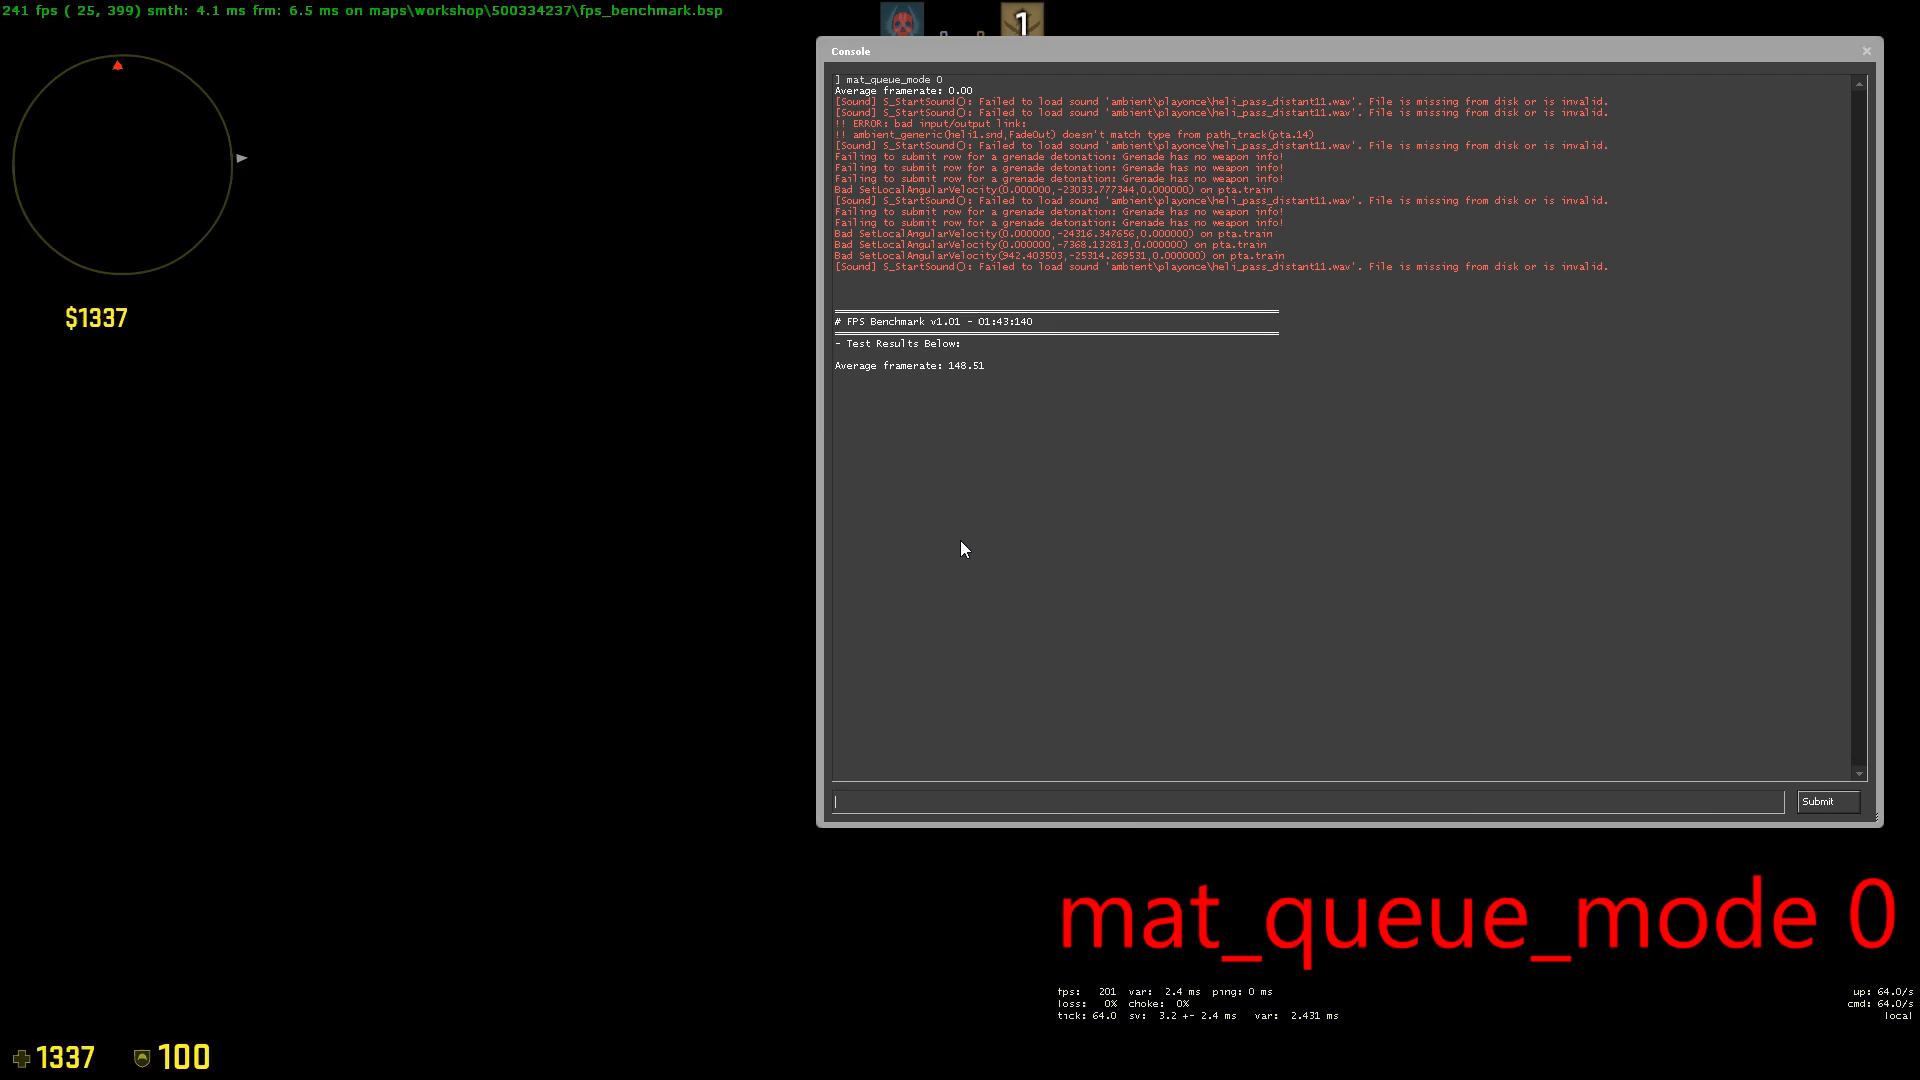 241 fps ( 25, 399) smth: 4.1 ms frm: 6.5 ms on maps\workshop\500334237\fps_benchmark.bsp
1
Console
] mat_queue_mode 0
Average framerate: 0.00
[Sound] S_StartSound(): Failed to load sound 'ambient\playonce\heli_pass_distant11.wav'. File is missing from disk or is invalid.
[Sound] S_StartSound(): Failed to load sound 'ambient\playonce\heli_pass_distant11.wav'. File is missing from disk or is invalid.
!! ERROR: bad input/output link:
!! ambient_generic(heli1.snd,FadeOut) doesn't match type from path_track(pta.14)
[Sound] S_StartSound(): Failed to load sound 'ambient\playonce\heli_pass_distant11.wav'. File is missing from disk or is invalid.
Failing to submit row for a grenade detonation: Grenade has no weapon info!
Failing to submit row for a grenade detonation: Grenade has no weapon info!
Failing to submit row for a grenade detonation: Grenade has no weapon info!
Bad SetLocalAngularVelocity(0.000000,-23033.777344,0.000000) on pta.train
[Sound] S_StartSound(): Failed to load sound 'ambient\playonce\heli_pass_distant11.wav'. File is missing from disk or is invalid.
Failing to submit row for a grenade detonation: Grenade has no weapon info!
Failing to submit row for a grenade detonation: Grenade has no weapon info!
Bad SetLocalAngularVelocity(0.000000,-24316.347656,0.000000) on pta.train
Bad SetLocalAngularVelocity(0.000000,-7368.132813,0.000000) on pta.train
Bad SetLocalAngularVelocity(942.403503,-25314.269531,0.000000) on pta.train
[Sound] S_StartSound(): Failed to load sound 'ambient\playonce\heli_pass_distant11.wav'. File is missing from disk or is invalid.
# FPS Benchmark v1.01 - 01:43:140
- Test Results Below:
Average framerate: 148.51
Submit
$1337
mat_queue_mode 0
fps: 201 var: 2.4 ms ping: 0 ms
loss: 0% choke: 0%
tick: 64.0 sv: 3.2 +- 2.4 ms var: 2.431 ms
up: 64.0/s
cmd: 64.0/s
local
1337 100